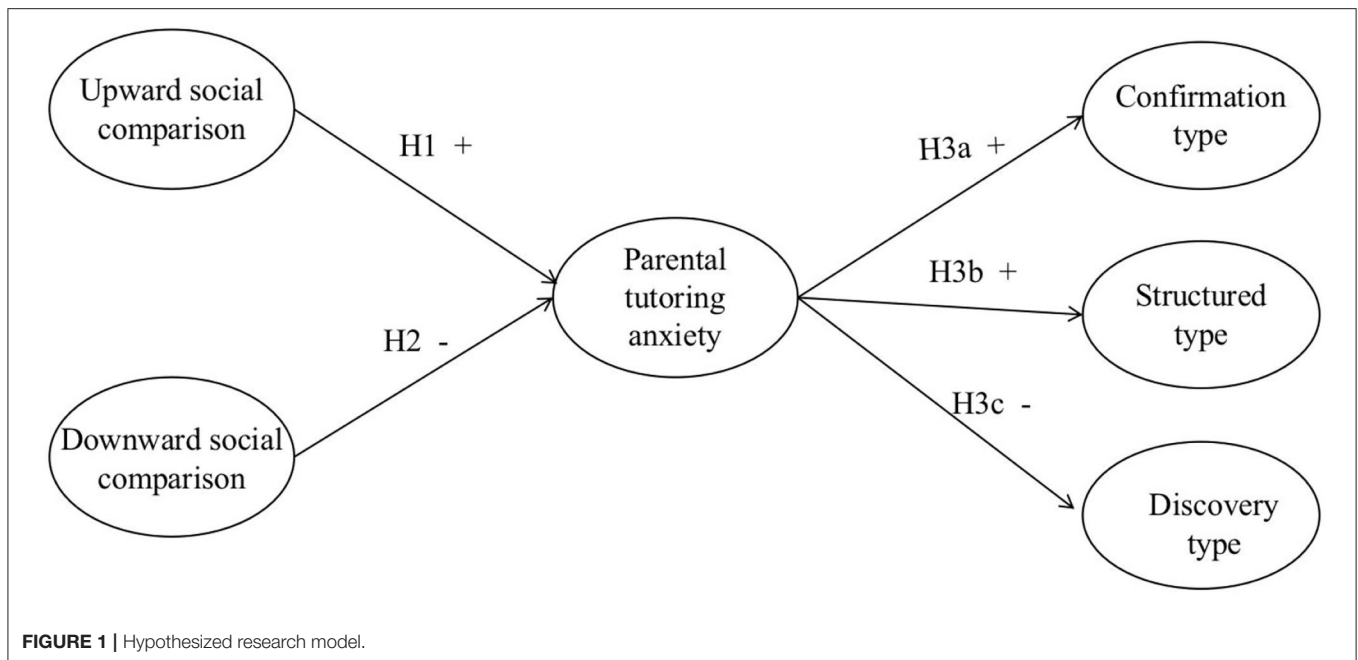 Upward social
comparison
H1 +
Downward social
comparison
H2 -
Parental
tutoring
anxiety
H3a +
H3b +
H3c -
Confirmation
type
Structured
type
Discovery
type
FIGURE 1 | Hypothesized research model.